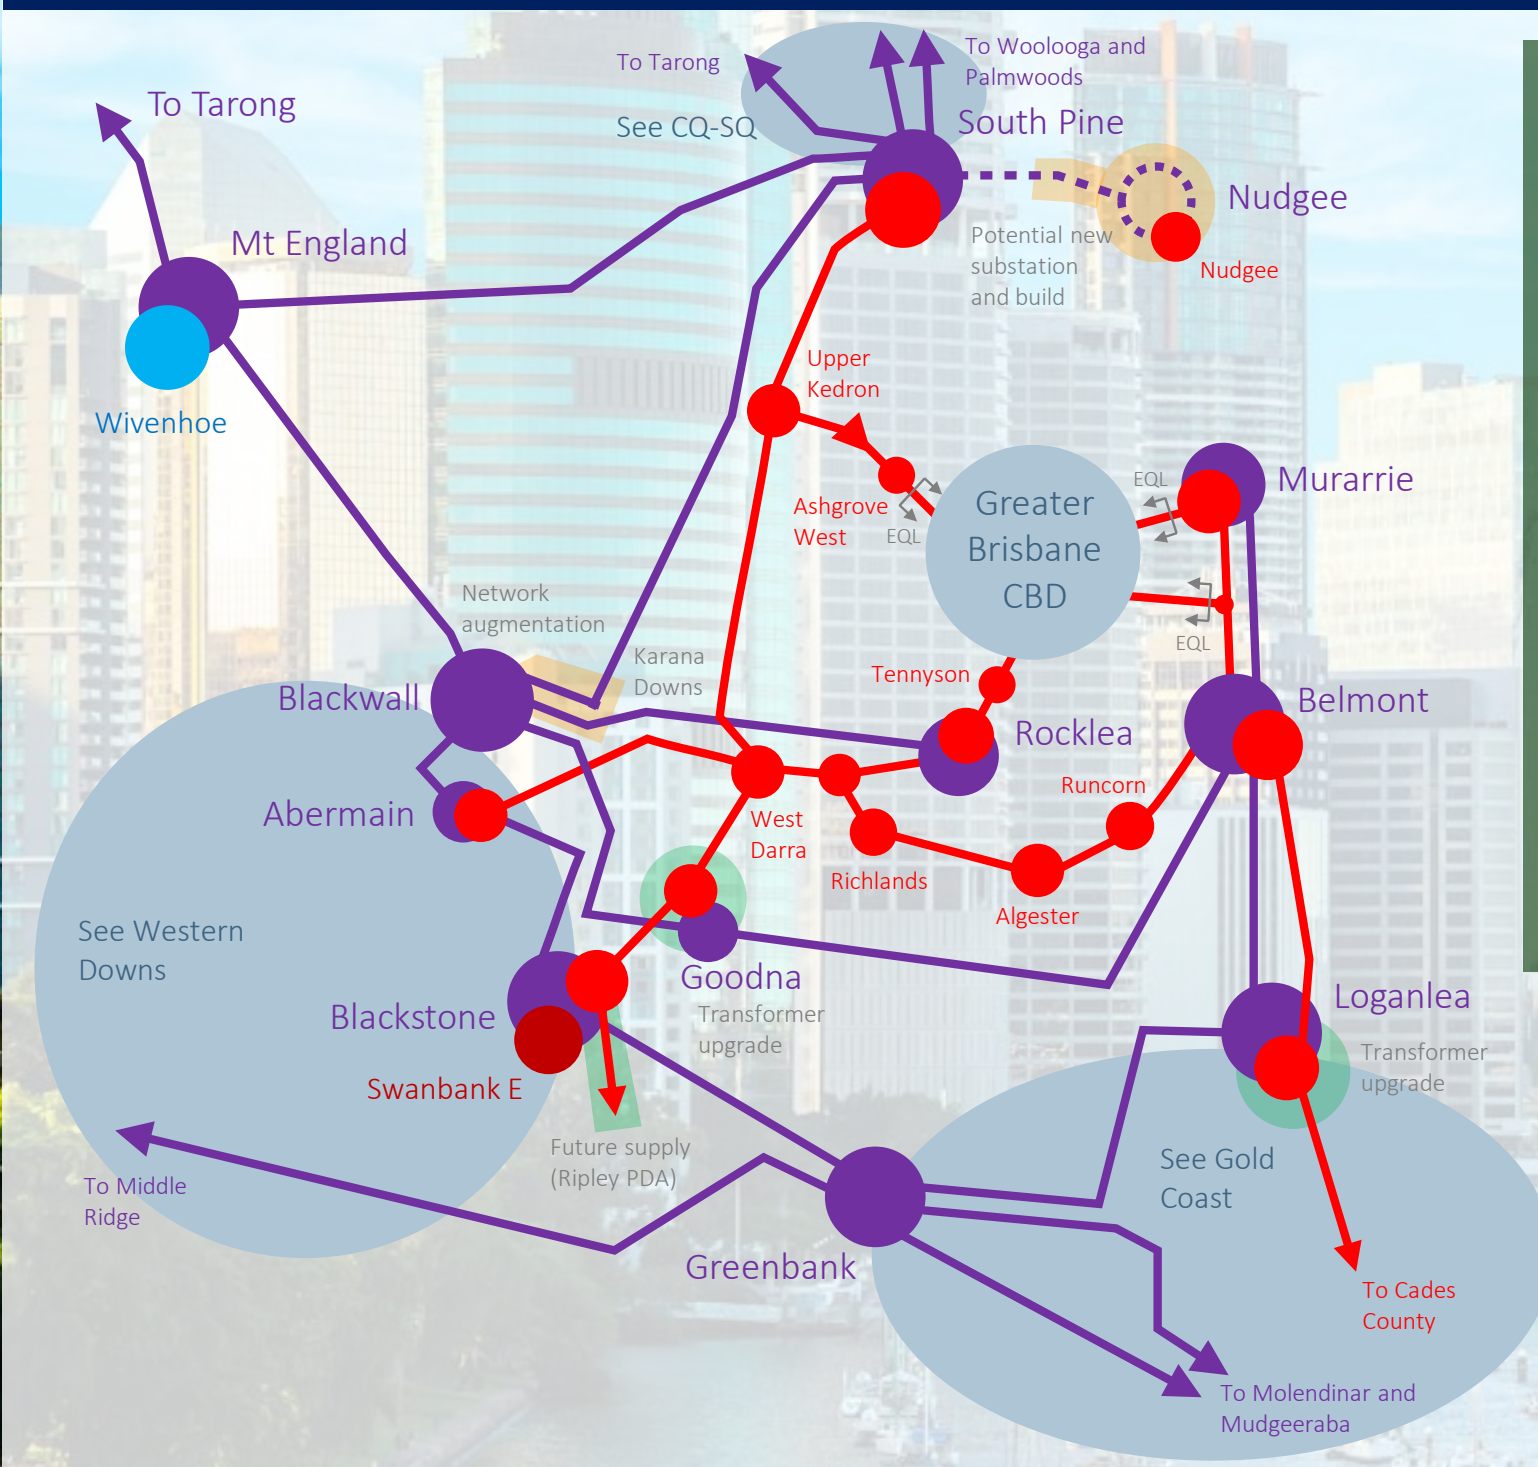 To Tarong
To Woolooga and
Palmwoods
To Tarong
See CQ-SQ
South Pine
Nudgee
Mt England
Potential new
substation
and build
Nudgee
Upper
Kedron
Wivenhoe
Greater
Brisbane
CBD
EQL
Murarrie
Ashgrove
West
EQL
Network
augmentation
EQL
Karana
Downs
Tennyson
Blackwall
Belmont
Rocklea
Runcorn
Abermain
West
Darra
Richlands
Algester
See Western
Downs
Goodna
Transformer
upgrade
Loganlea
Blackstone
Transformer
upgrade
Swanbank E
Future supply
(Ripley PDA)
See Gold
Coast
To Middle
Ridge
Greenbank
To Cades
County
To Molendinar and
Mudgeeraba